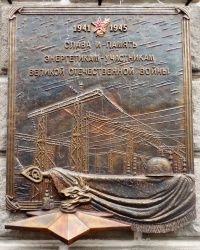 1941 1945
СЛАВА И ПАМЯТЬ
ЭНЕРГЕТИКАМ-УЧАСТНИКАМ
ВЕЛИКОЙ ОТЕЧЕСТВЕННОЙ ВОЙНЫ